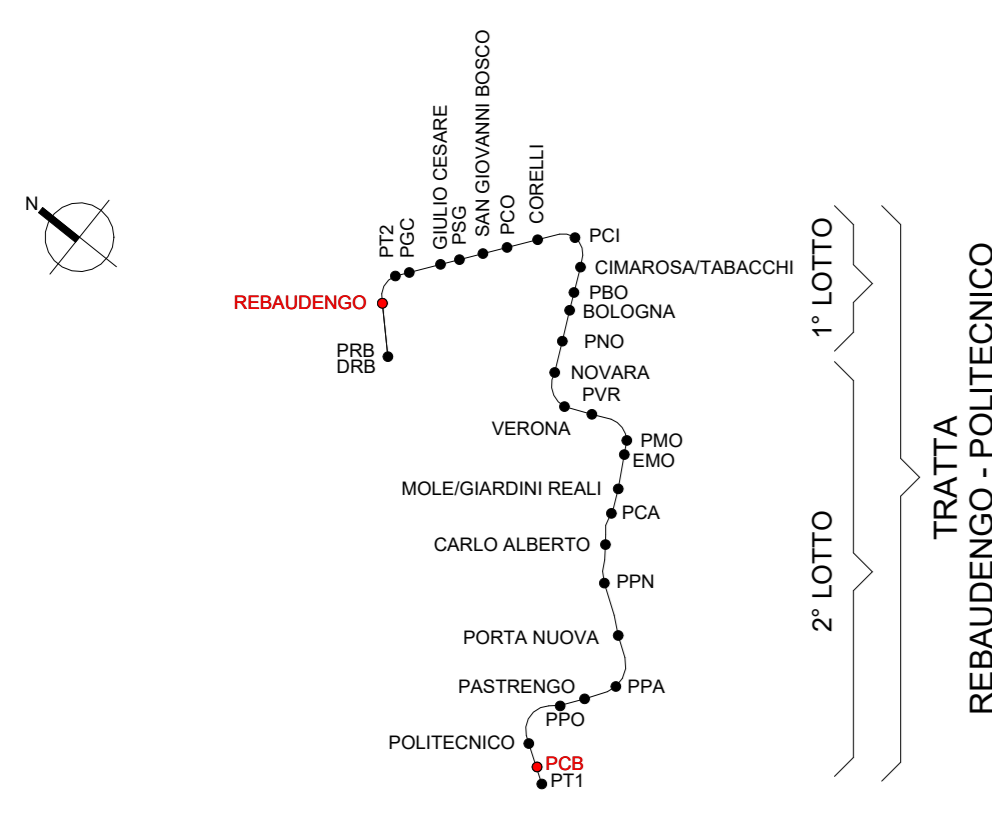 N
PT2
PGC
GIULIO CESARE
PSG
SAN GIOVANNI BOSCO
PCO
CORELLI
PCI
CIMAROSA/TABACCHI
REBAUDENGO
PBO
BOLOGNA
PNO
PRB
DRB
NOVARA
PVR
VERONA
PMO
EMO
MOLE/GIARDINI REALI
PCA
CARLO ALBERTO
PPN
PORTA NUOVA
PASTRENGO
PPA
PPO
POLITECNICO
PCB
PT1
1° LOTTO
2° LOTTO
TRATTA
REBAUDENGO - POLITECNICO